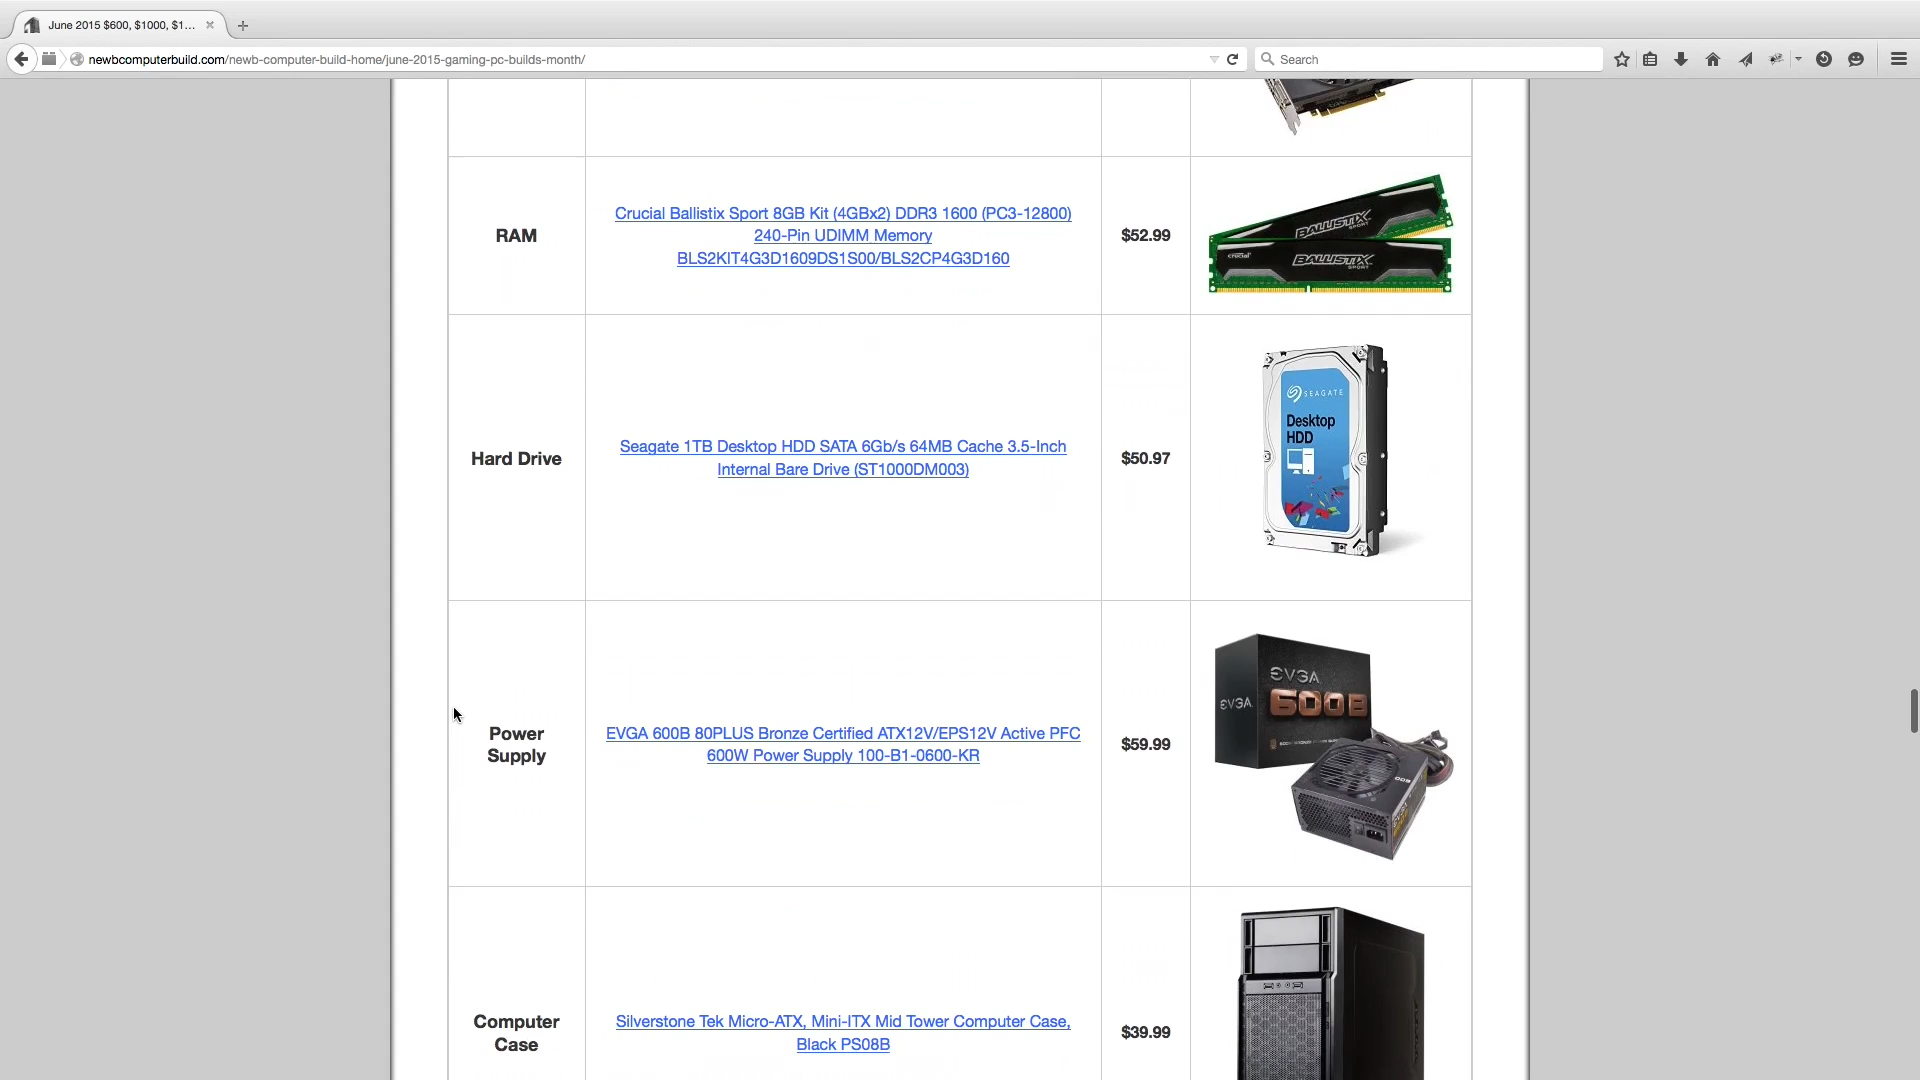 June 2015 $600, $1000, $1...
newbcomputerbuild.com/newb-computer-build-home/june-2015-gaming-pc-builds-month/
Search
RAM
Crucial Ballistix Sport 8GB Kit (4GBx2) DDR3 1600 (PC3-12800)
240-Pin UDIMM Memory
BLS2KIT4G3D1609DS1S00/BLS2CP4G3D160
$52.99
BALLISTIX
SPORT
crucial
BALLISTIX
SPORT
Hard Drive
Seagate 1TB Desktop HDD SATA 6Gb/s 64MB Cache 3.5-Inch
Internal Bare Drive (ST1000DM003)
$50.97
SEAGATE
Desktop
HDD
Power
Supply
EVGA 600B 80PLUS Bronze Certified ATX12V/EPS12V Active PFC
600W Power Supply 100-B1-0600-KR
$59.99
EVGA
600B
EVGA
Computer
Case
Silverstone Tek Micro-ATX, Mini-ITX Mid Tower Computer Case,
Black PS08B
$39.99